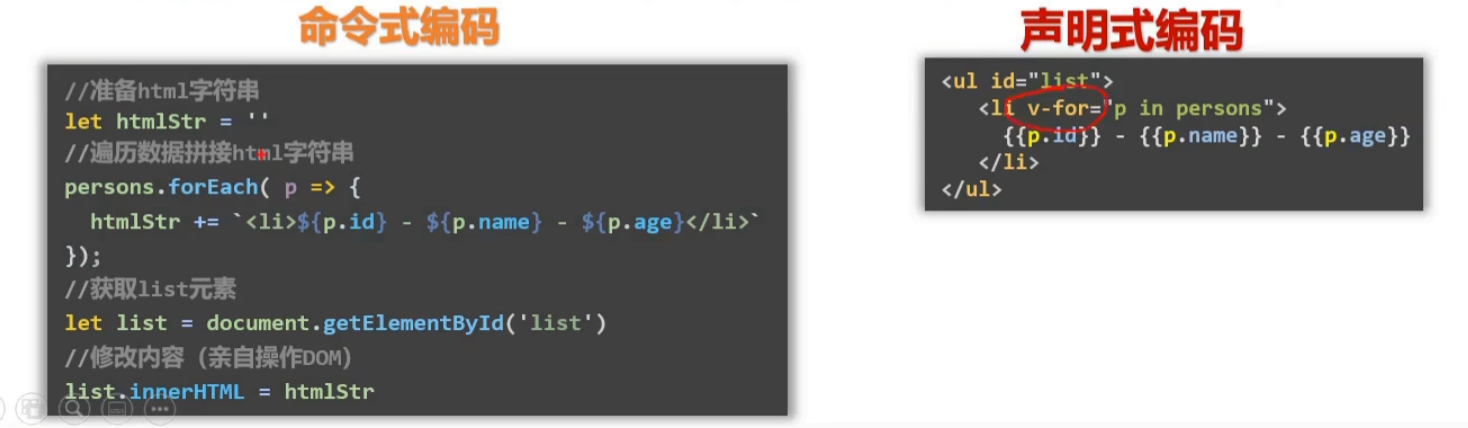 命令式编码
//准备html字符串
let htmlStr = ''
//遍历数据拼接html字符串
persons.forEach( p => {
htmlStr += `<li>${p.id} - ${p.name} - ${p.age}</li>`
});
//获取list元素
let list = document.getElementById('list')
//修改内容（亲自操作DOM）
list.innerHTML = htmlStr
声明式编码
<ul id="list">
<li v-for="p in persons">
{{p.id}} - {{p.name}} - {{p.age}}
</li>
</ul>